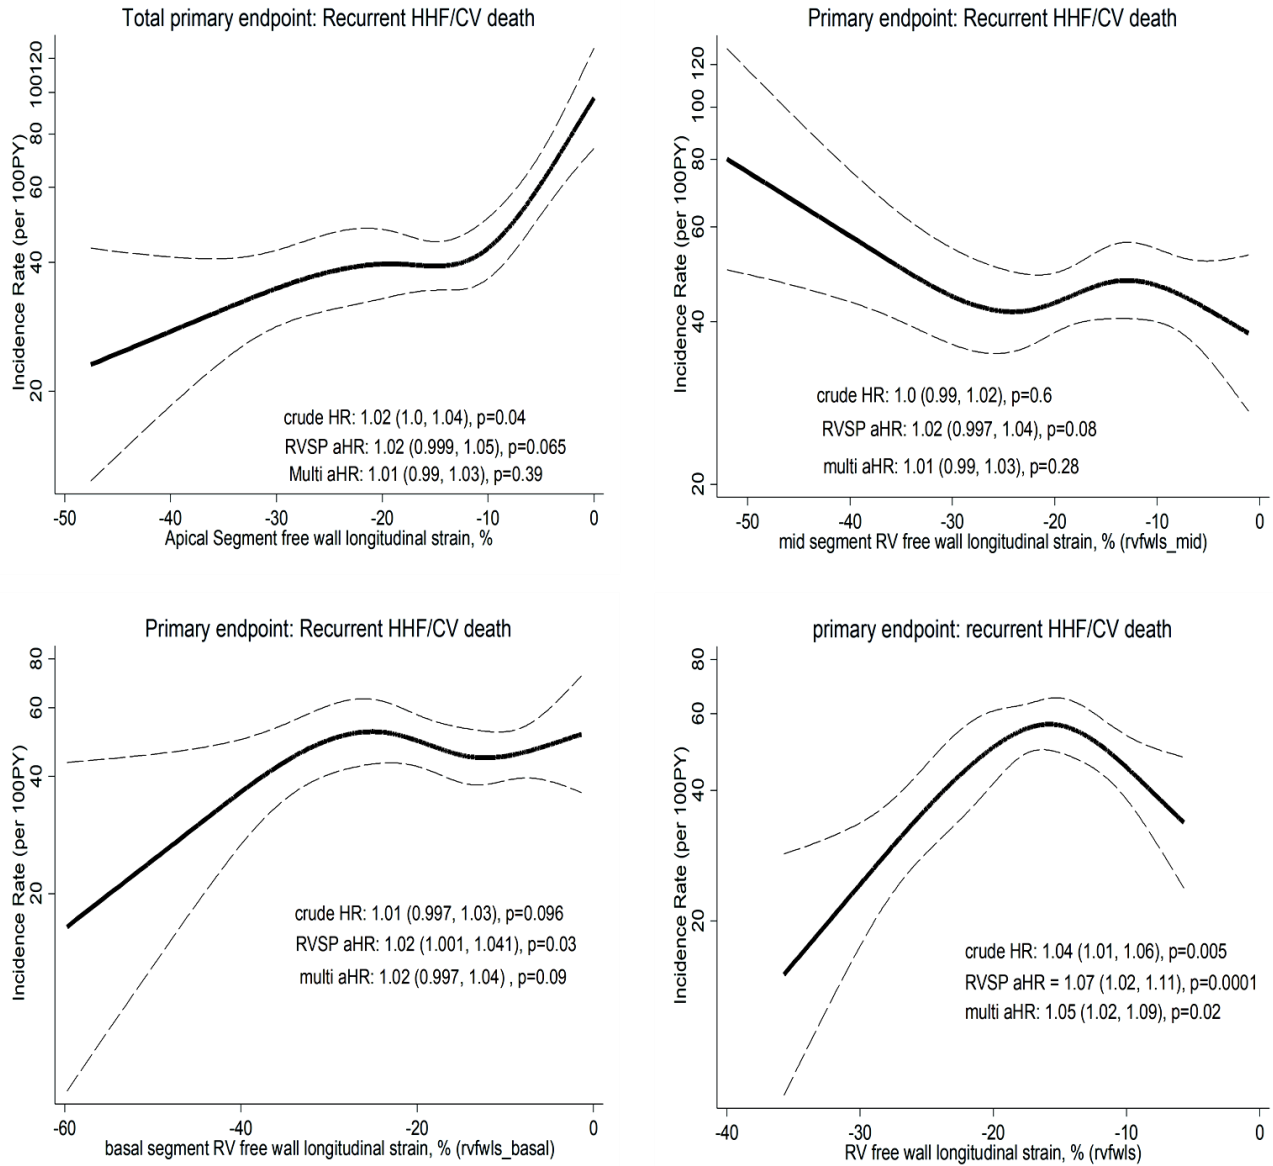 Total primary endpoint: Recurrent HHF/CV death
Incidence Rate (per 100PY)
100120
80
60
40
20
crude HR: 1.02 (1.0, 1.04), p=0.04
RVSP aHR: 1.02 (0.999, 1.05), p=0.065
Multi aHR: 1.01 (0.99, 1.03), p=0.39
-50 -40 -30 -20 -10 0
Apical Segment free wall longitudinal strain, %
Primary endpoint: Recurrent HHF/CV death
Incidence Rate (per 100PY)
120
100
80
60
40
20
crude HR: 1.0 (0.99, 1.02), p=0.6
RVSP aHR: 1.02 (0.997, 1.04), p=0.08
multi aHR: 1.01 (0.99, 1.03), p=0.28
-50 -40 -30 -20 -10 0
mid segment RV free wall longitudinal strain, % (rvfwls_mid)
Primary endpoint: Recurrent HHF/CV death
Incidence Rate (per 100PY)
80
60
40
20
crude HR: 1.01 (0.997, 1.03), p=0.096
RVSP aHR: 1.02 (1.001, 1.041), p=0.03
multi aHR: 1.02 (0.997, 1.04) , p=0.09
-60 -40 -20 0
basal segment RV free wall longitudinal strain, % (rvfwls_basal)
primary endpoint: recurrent HHF/CV death
Incidence Rate (per 100PY)
80
60
40
20
crude HR: 1.04 (1.01, 1.06), p=0.005
RVSP aHR = 1.07 (1.02, 1.11), p=0.0001
multi aHR: 1.05 (1.02, 1.09), p=0.02
-40 -30 -20 -10 0
RV free wall longitudinal strain, % (rvfwls)